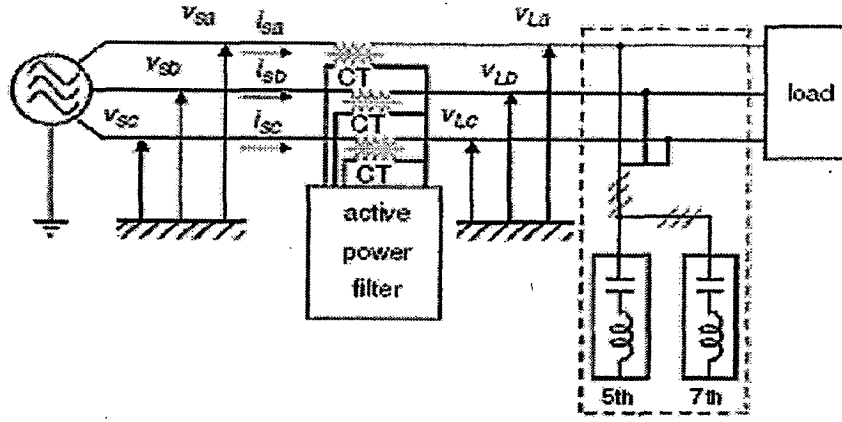 vSa iSa vLa
vSb iSb CT vLb
vSc iSc CT vLc
CT
load
active
power
filter
5th 7th